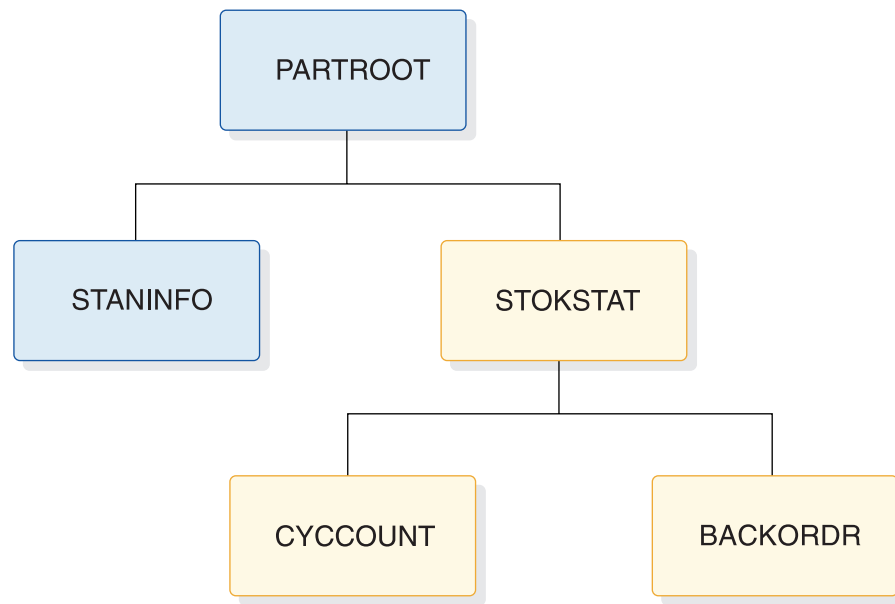 PARTROOT
STANINFO
STOKSTAT
CYCCOUNT
BACKORDR